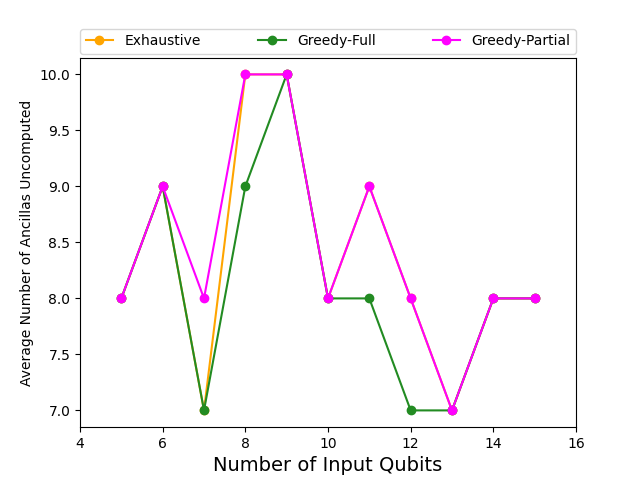 Exhaustive Greedy-Full Greedy-Partial
10.0
9.5
9.0
8.5
8.0
7.5
7.0
Average Number of Ancillas Uncomputed
4 6 8 10 12 14 16
Number of Input Qubits